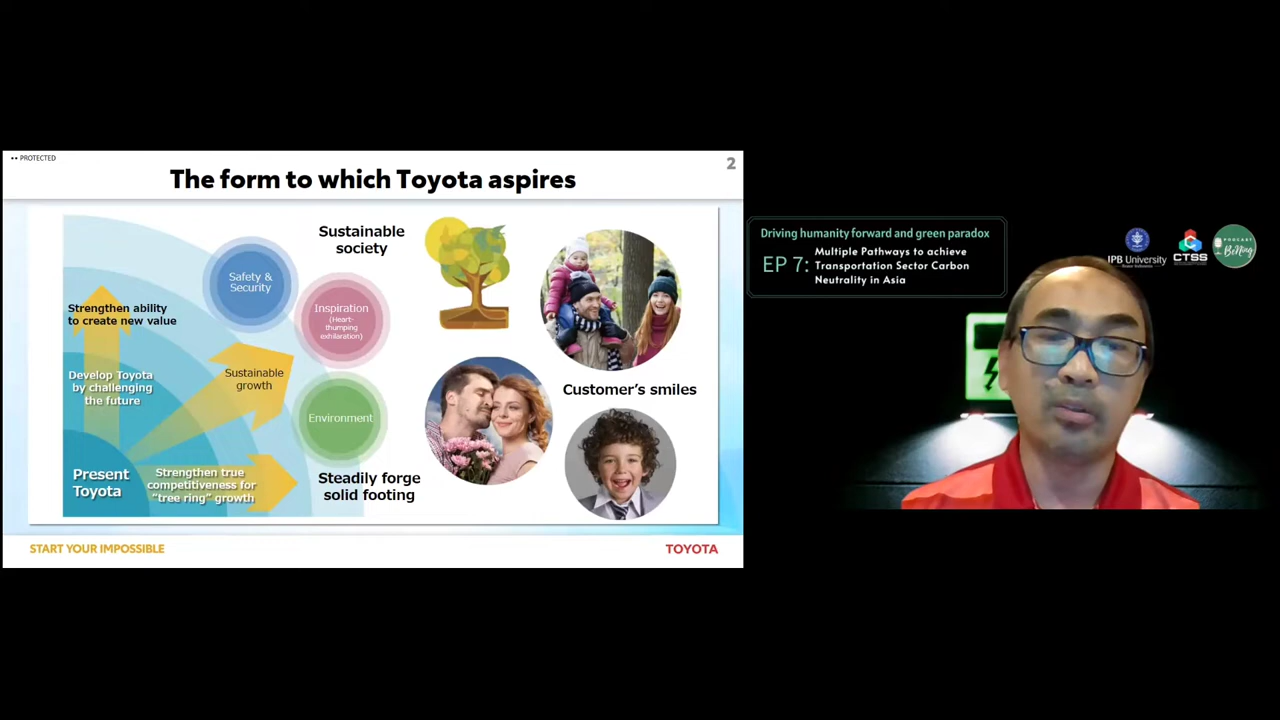 •• PROTECTED
2
The form to which Toyota aspires
Sustainable
society
Safety &
Security
Inspiration
(Heart-
thumping
exhilaration)
Strengthen ability
to create new value
Sustainable
growth
Develop Toyota
by challenging
the future
Environment
Customer's smiles
Present
Toyota
Strengthen true
competitiveness for
"tree ring" growth
Steadily forge
solid footing
START YOUR IMPOSSIBLE
TOYOTA
Driving humanity forward and green paradox
EP 7:
Multiple Pathways to achieve
Transportation Sector Carbon
Neutrality in Asia
IPB University
CTSS
PODCAST
BiNing